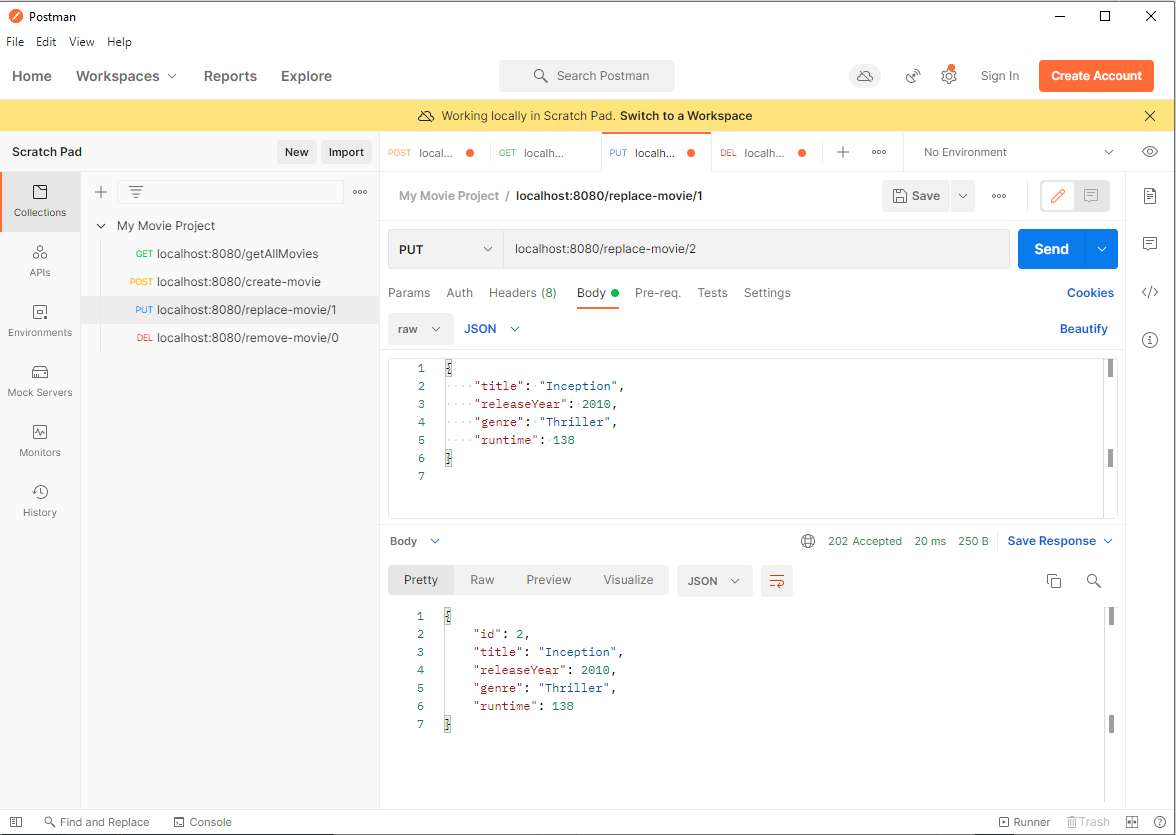 Postman
File Edit View Help
Home Workspaces Reports Explore Search Postman Sign In Create Account
Working locally in Scratch Pad. Switch to a Workspace
Scratch Pad New Import
POST local... GET localh... PUT localh... DEL localh... No Environment
Collections
APIs
Environments
Mock Servers
Monitors
History
My Movie Project
GET localhost:8080/getAllMovies
POST localhost:8080/create-movie
PUT localhost:8080/replace-movie/1
DEL localhost:8080/remove-movie/0
My Movie Project / localhost:8080/replace-movie/1 Save
PUT localhost:8080/replace-movie/2 Send
Params Auth Headers (8) Body Pre-req. Tests Settings Cookies
raw JSON Beautify
1 {
2 ····"title":·"Inception",
3 ····"releaseYear":·2010,
4 ····"genre":·"Thriller",
5 ····"runtime":·138
6 }
7
Body 202 Accepted 20 ms 250 B Save Response
Pretty Raw Preview Visualize JSON
1 {
2 "id": 2,
3 "title": "Inception",
4 "releaseYear": 2010,
5 "genre": "Thriller",
6 "runtime": 138
7 }
Find and Replace Console Runner Trash